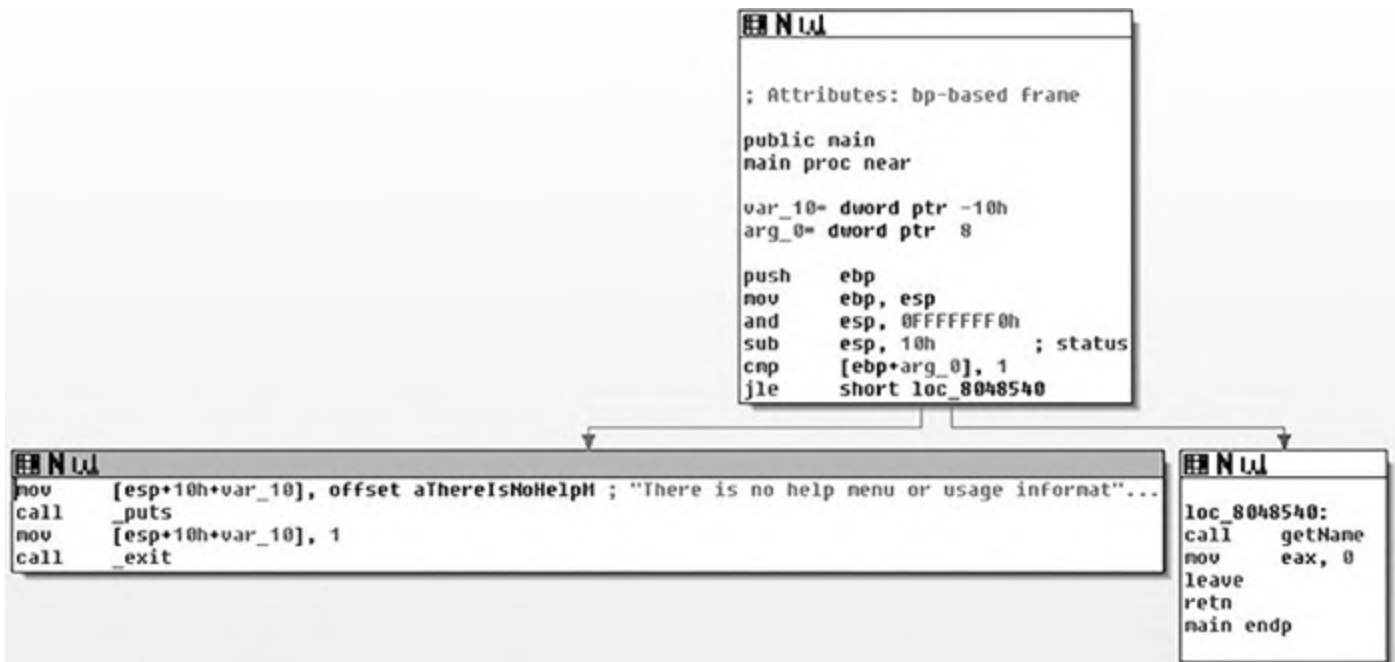 ; Attributes: bp-based frame
public main
main proc near
var_10= dword ptr -10h
arg_0= dword ptr 8
push ebp
mov ebp, esp
and esp, 0FFFFFFF0h
sub esp, 10h ; status
cmp [ebp+arg_0], 1
jle short loc_8048540
mov [esp+10h+var_10], offset aThereIsNoHelpM ; "There is no help menu or usage informat"...
call _puts
mov [esp+10h+var_10], 1
call _exit
loc_8048540:
call getName
mov eax, 0
leave
retn
main endp